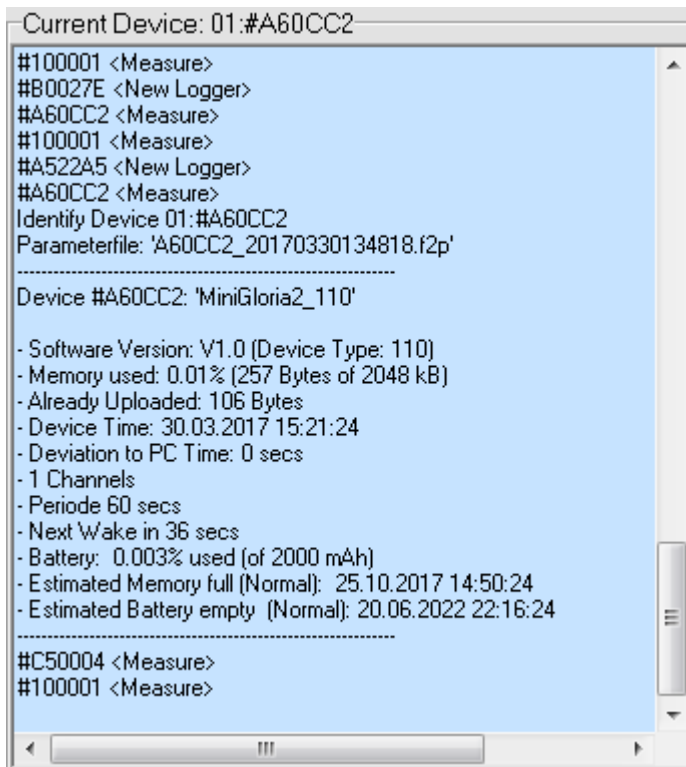 Current Device: 01:#A60CC2
#100001 <Measure>
#B0027E <New Logger>
#A60CC2 <Measure>
#100001 <Measure>
#A522A5 <New Logger>
#A60CC2 <Measure>
Identify Device 01:#A60CC2
Parameterfile: 'A60CC2_20170330134818.f2p'
---------------------------------------------------------------
Device #A60CC2: 'MiniGloria2_110'
- Software Version: V1.0 (Device Type: 110)
- Memory used: 0.01% (257 Bytes of 2048 kB)
- Already Uploaded: 106 Bytes
- Device Time: 30.03.2017 15:21:24
- Deviation to PC Time: 0 secs
- 1 Channels
- Periode 60 secs
- Next Wake in 36 secs
- Battery:  0.003% used (of 2000 mAh)
- Estimated Memory full (Normal):  25.10.2017 14:50:24
- Estimated Battery empty  (Normal): 20.06.2022 22:16:24
---------------------------------------------------------------
#C50004 <Measure>
#100001 <Measure>